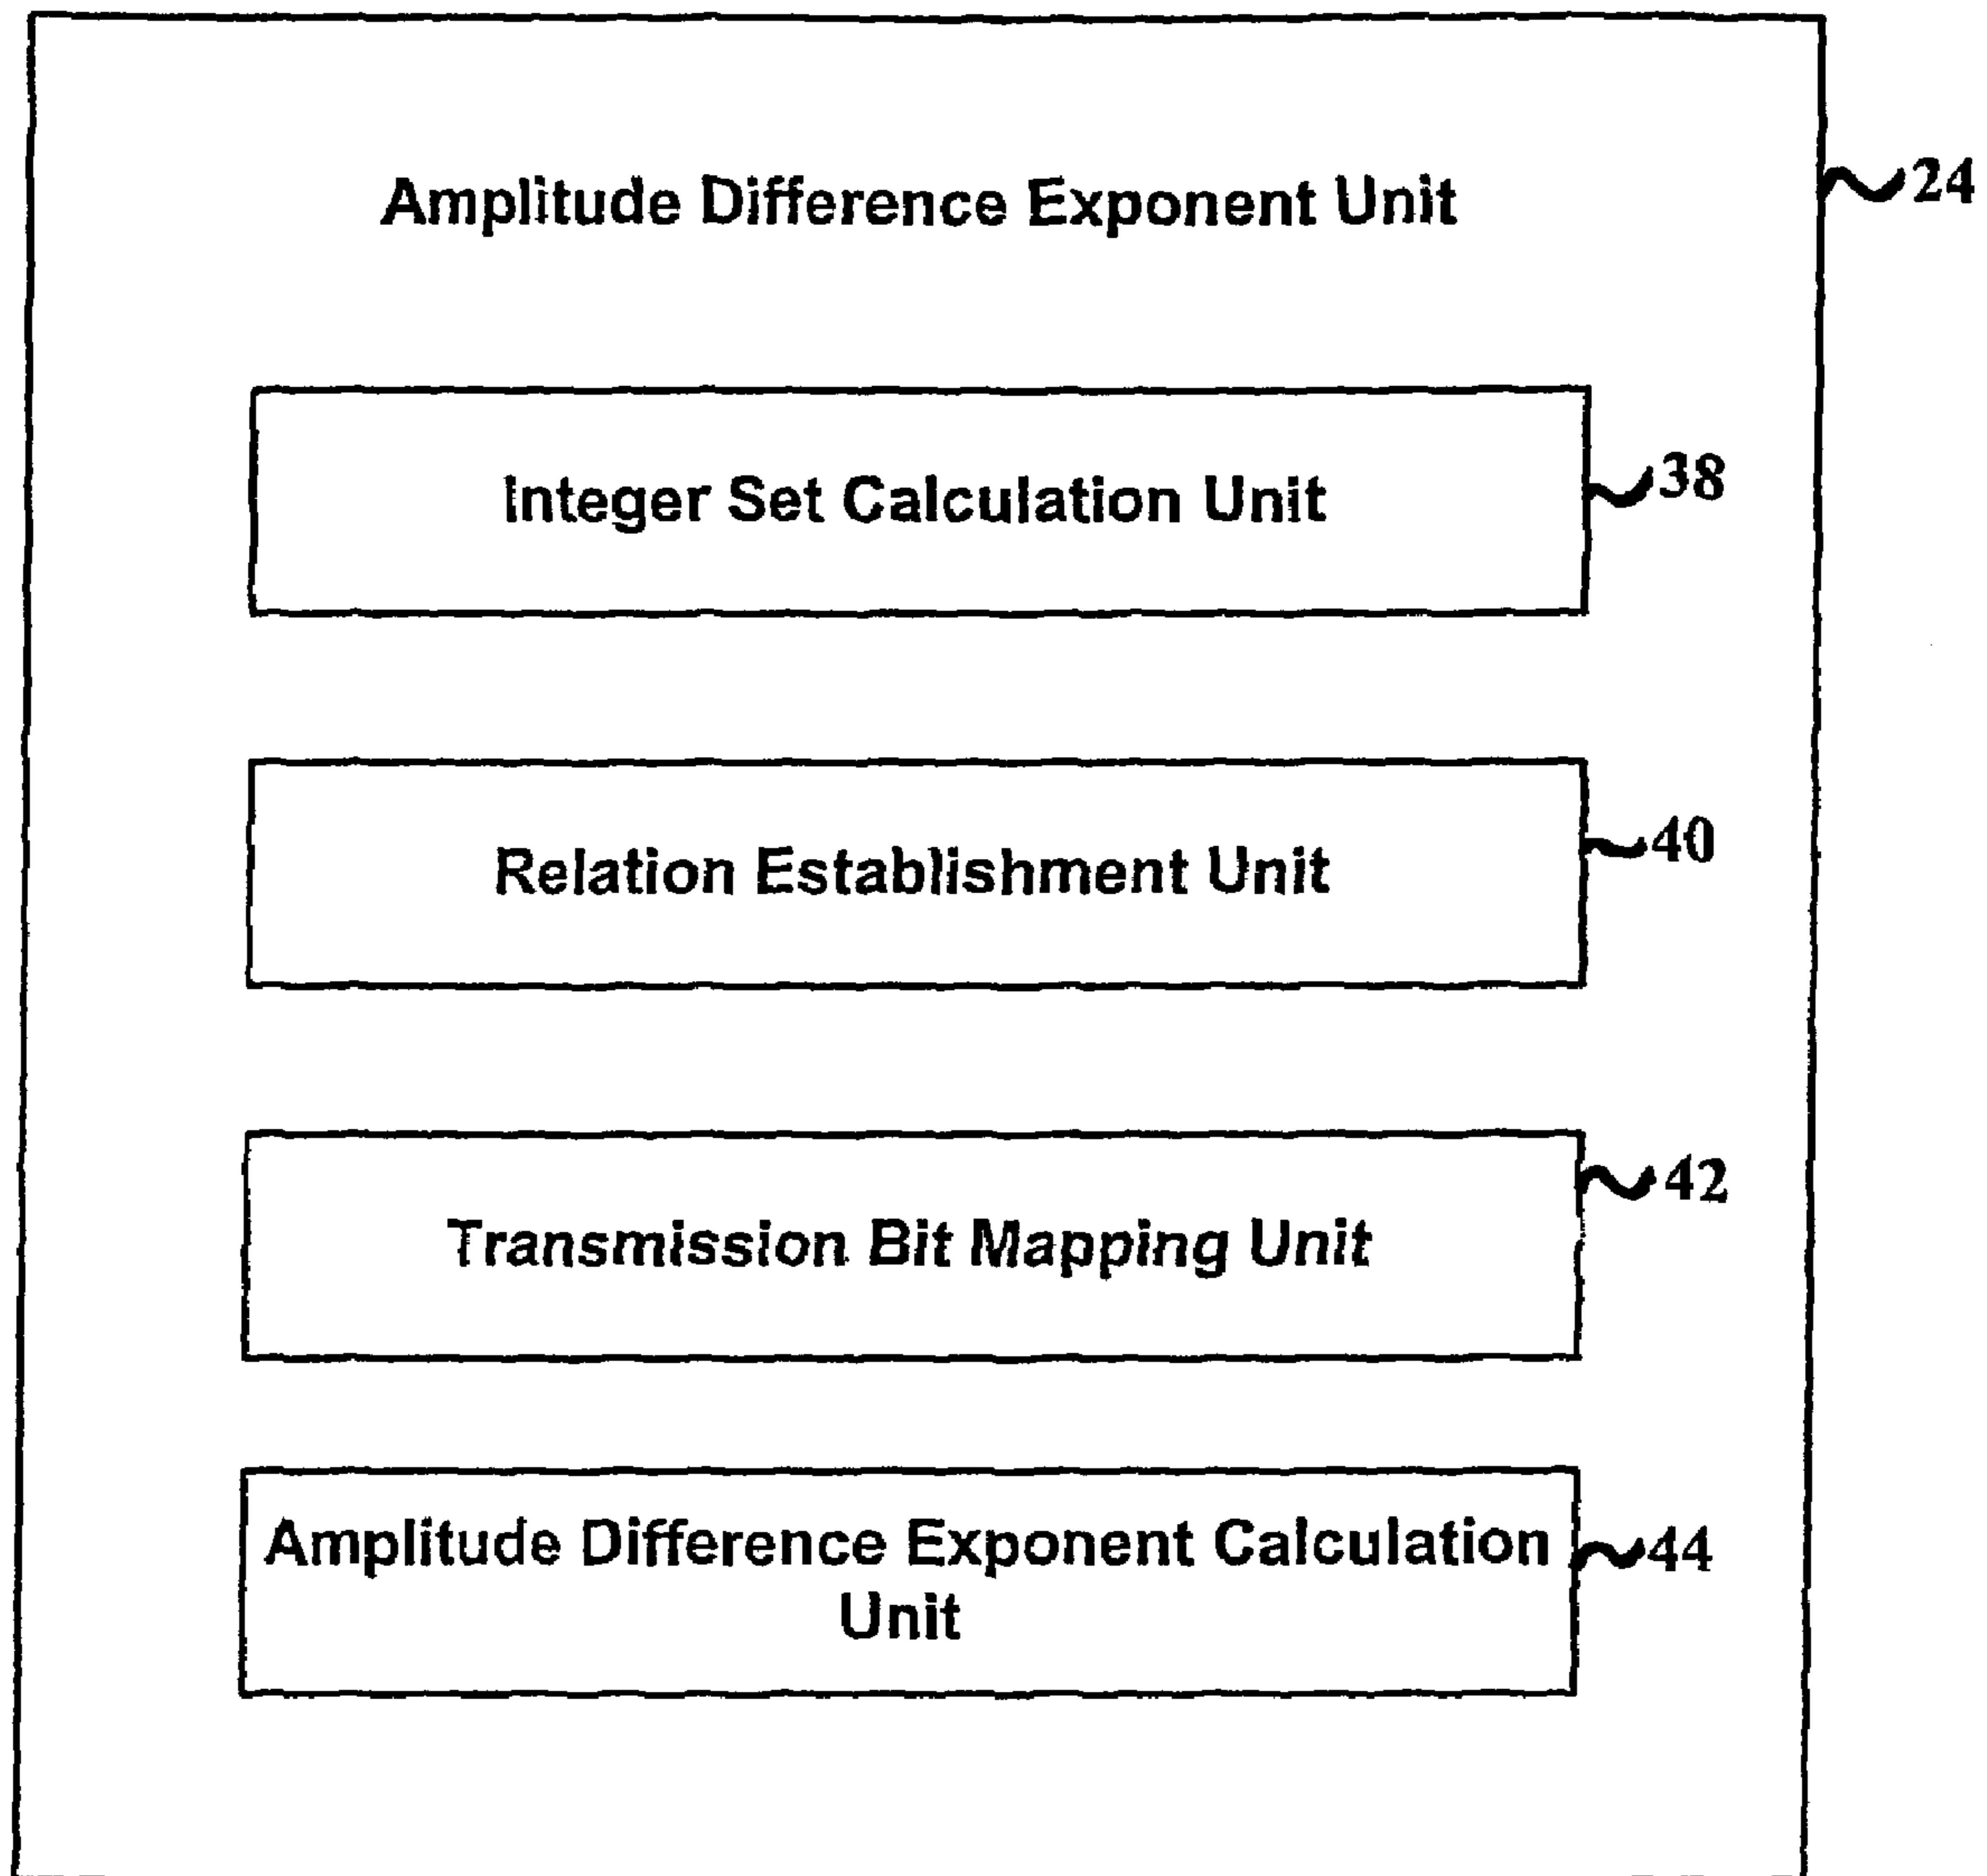 Amplitude Difference Exponent Unit
24
Integer Set Calculation Unit
38
Relation Establishment Unit
40
Transmission Bit Mapping Unit
42
Amplitude Difference Exponent Calculation
Unit
44